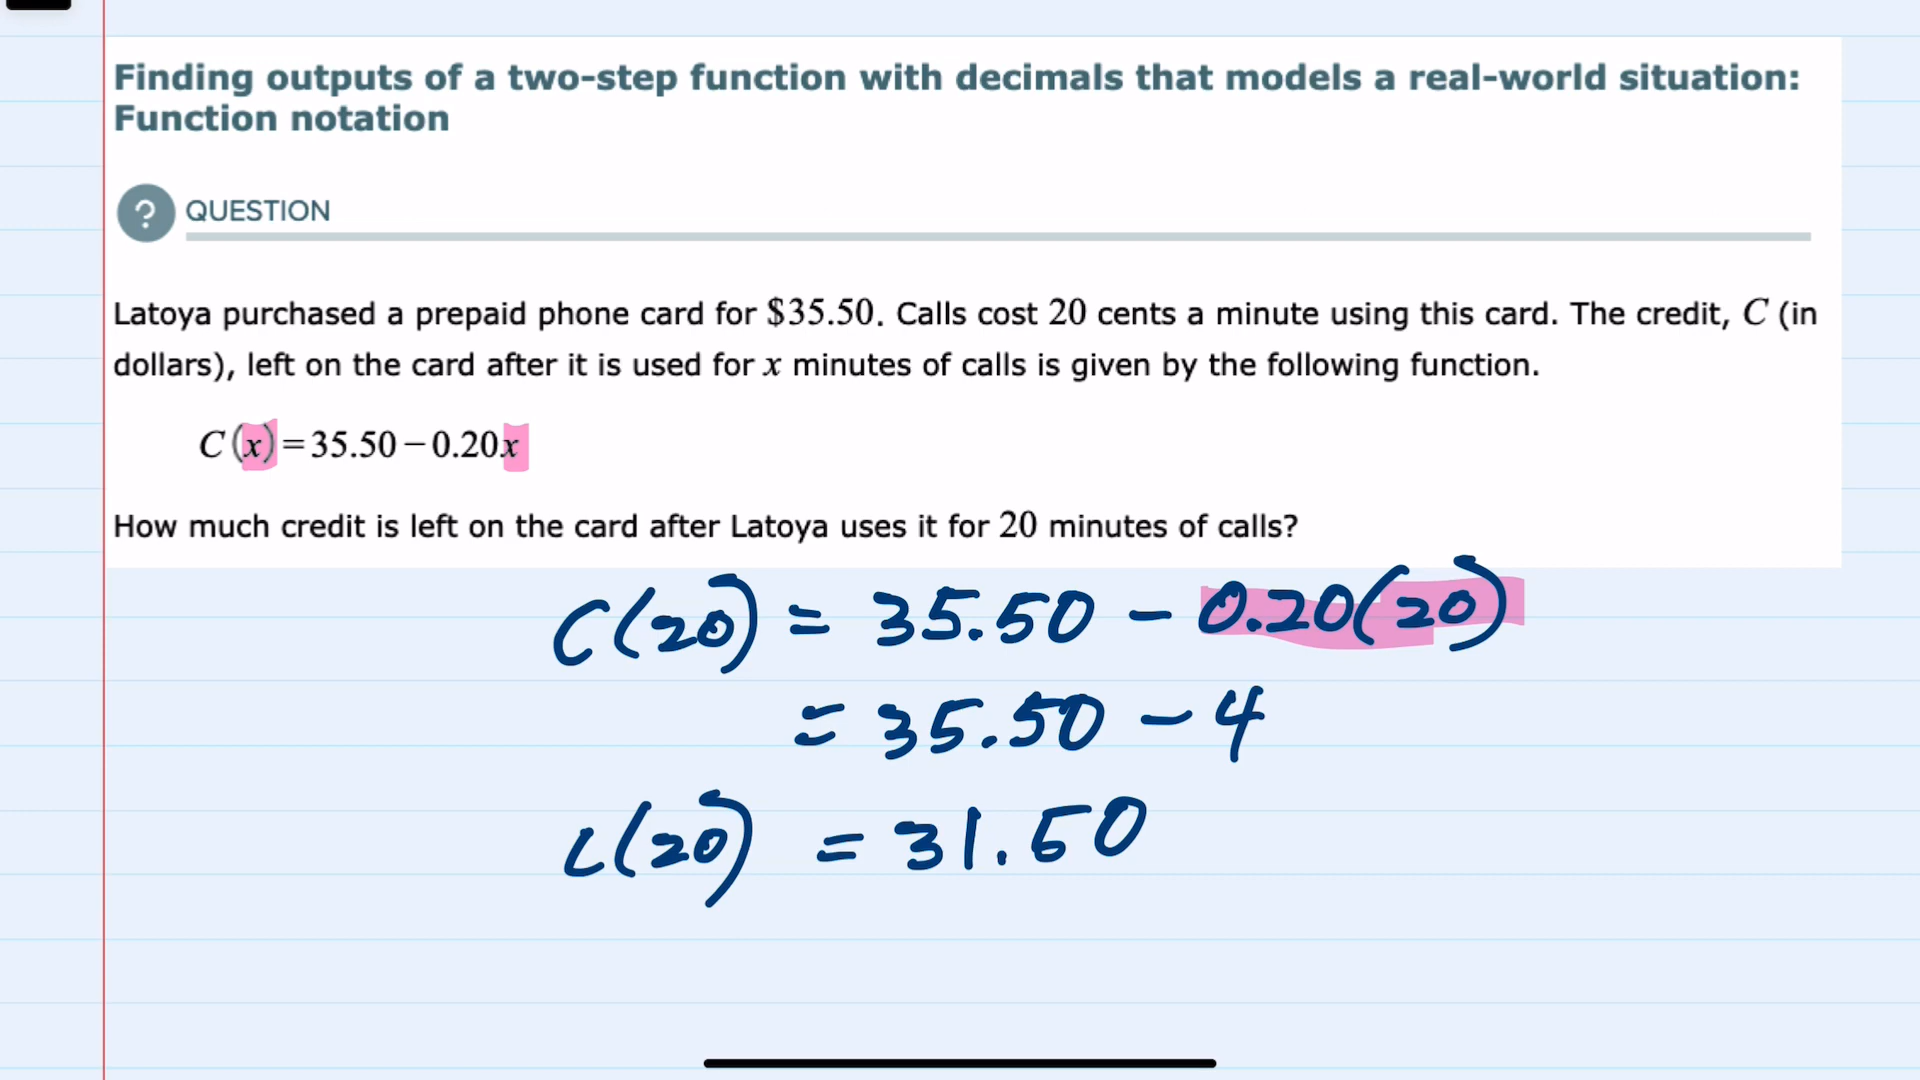 Finding outputs of a two-step function with decimals that models a real-world situation:
Function notation
? QUESTION
Latoya purchased a prepaid phone card for $35.50. Calls cost 20 cents a minute using this card. The credit, C (in
dollars), left on the card after it is used for x minutes of calls is given by the following function.
C(x)=35.50−0.20x
How much credit is left on the card after Latoya uses it for 20 minutes of calls?
C(20) = 35.50 - 0.20(20)
= 35.50 - 4
C(20) = 31.50